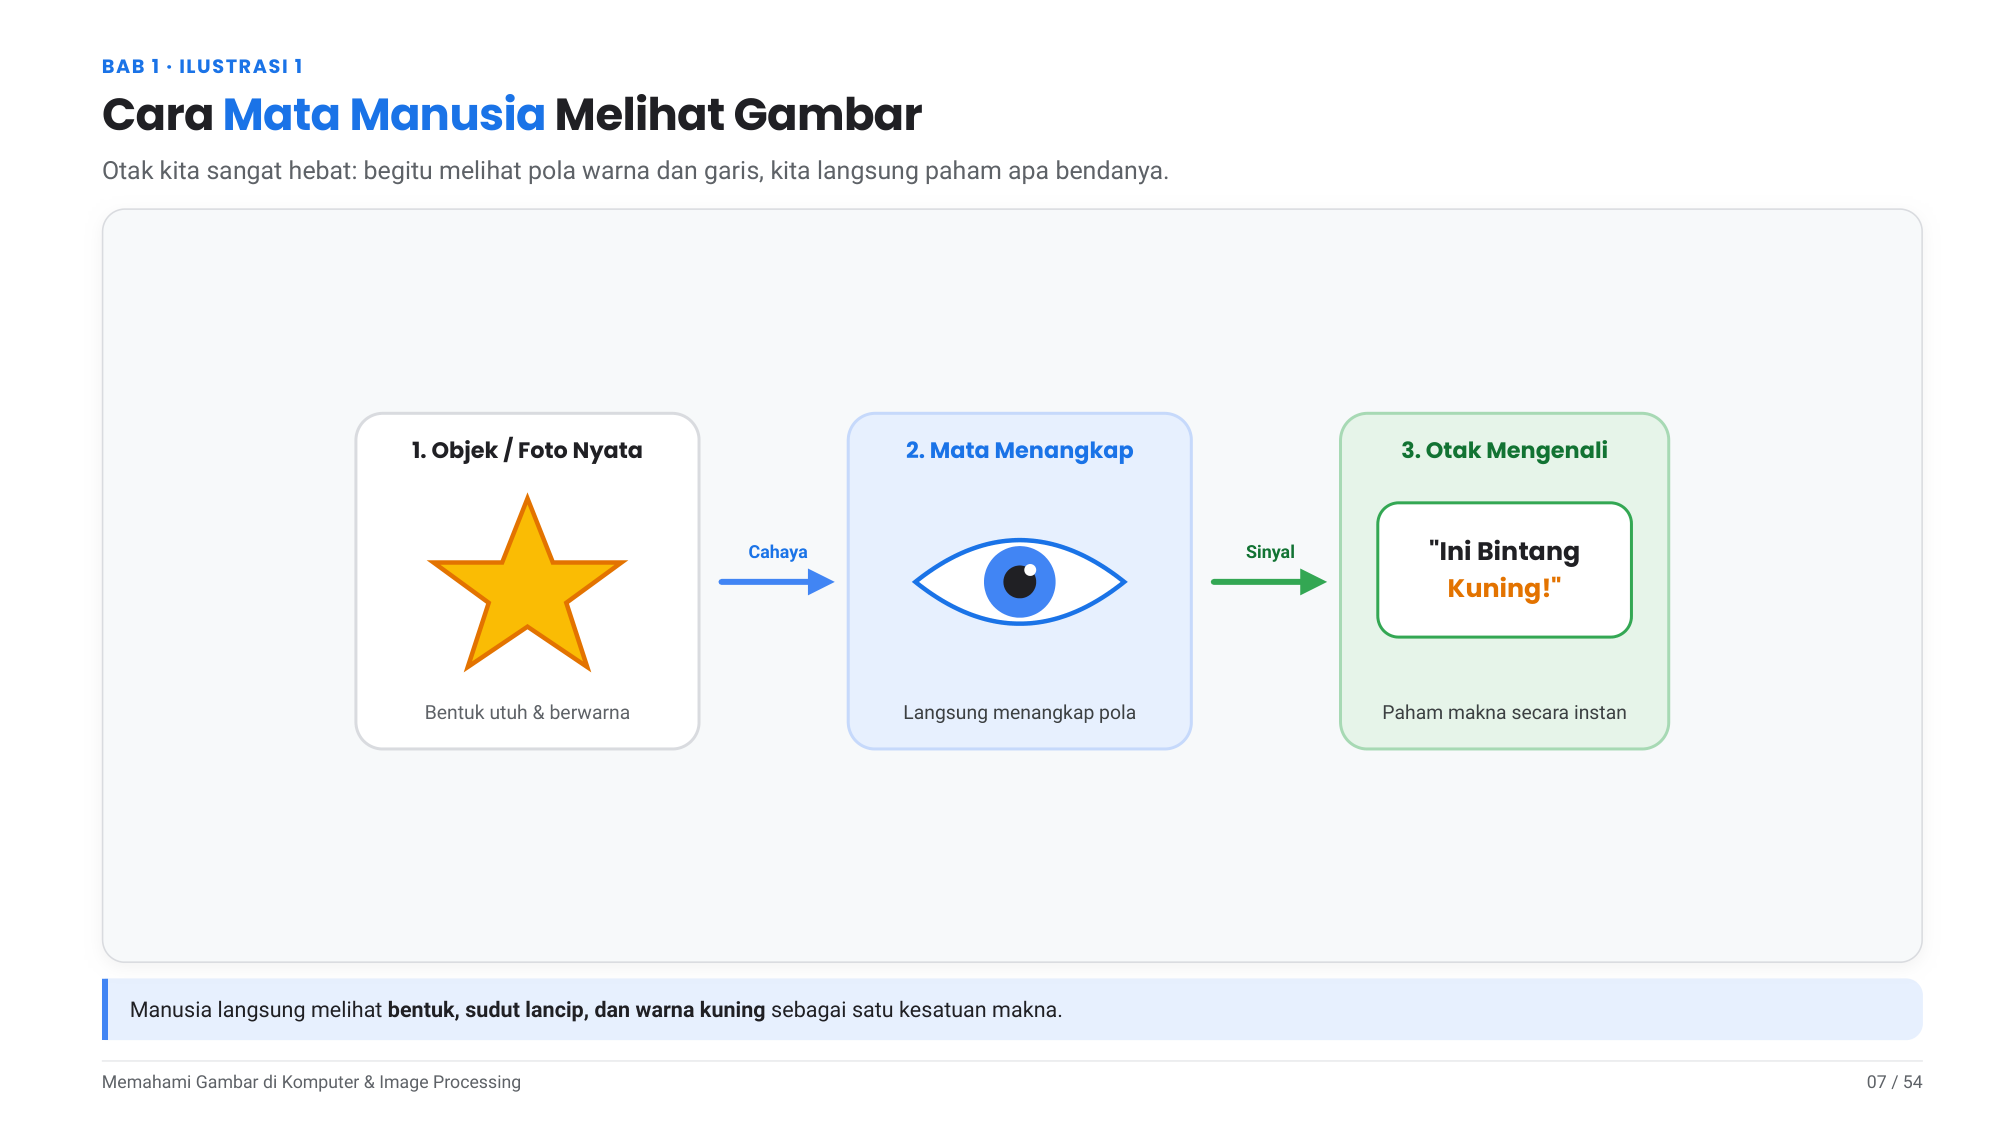 BAB 1 · ILUSTRASI 1
Cara Mata Manusia Melihat Gambar
Otak kita sangat hebat: begitu melihat pola warna dan garis, kita langsung paham apa bendanya.
1. Objek / Foto Nyata
Bentuk utuh & berwarna
Cahaya
2. Mata Menangkap
Langsung menangkap pola
Sinyal
3. Otak Mengenali
"Ini Bintang
Kuning!"
Paham makna secara instan
Manusia langsung melihat bentuk, sudut lancip, dan warna kuning sebagai satu kesatuan makna.
Memahami Gambar di Komputer & Image Processing
07 / 54